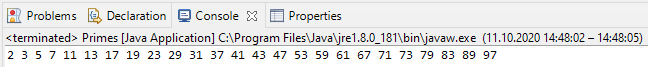 Problems Declaration Console Properties
<terminated> Primes [Java Application] C:\Program Files\Java\jre1.8.0_181\bin\javaw.exe (11.10.2020 14:48:02 – 14:48:05)
2 3 5 7 11 13 17 19 23 29 31 37 41 43 47 53 59 61 67 71 73 79 83 89 97